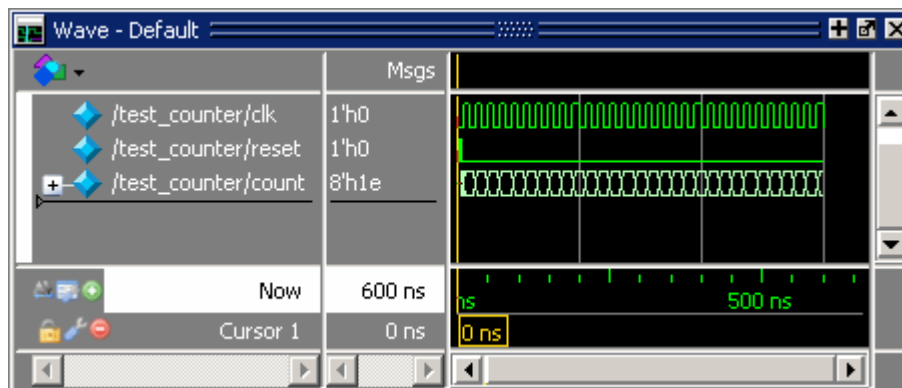 Wave - Default
Msgs
/test_counter/clk 1'h0
/test_counter/reset 1'h0
/test_counter/count 8'h1e
Now 600 ns
ns 500 ns
Cursor 1 0 ns 0 ns